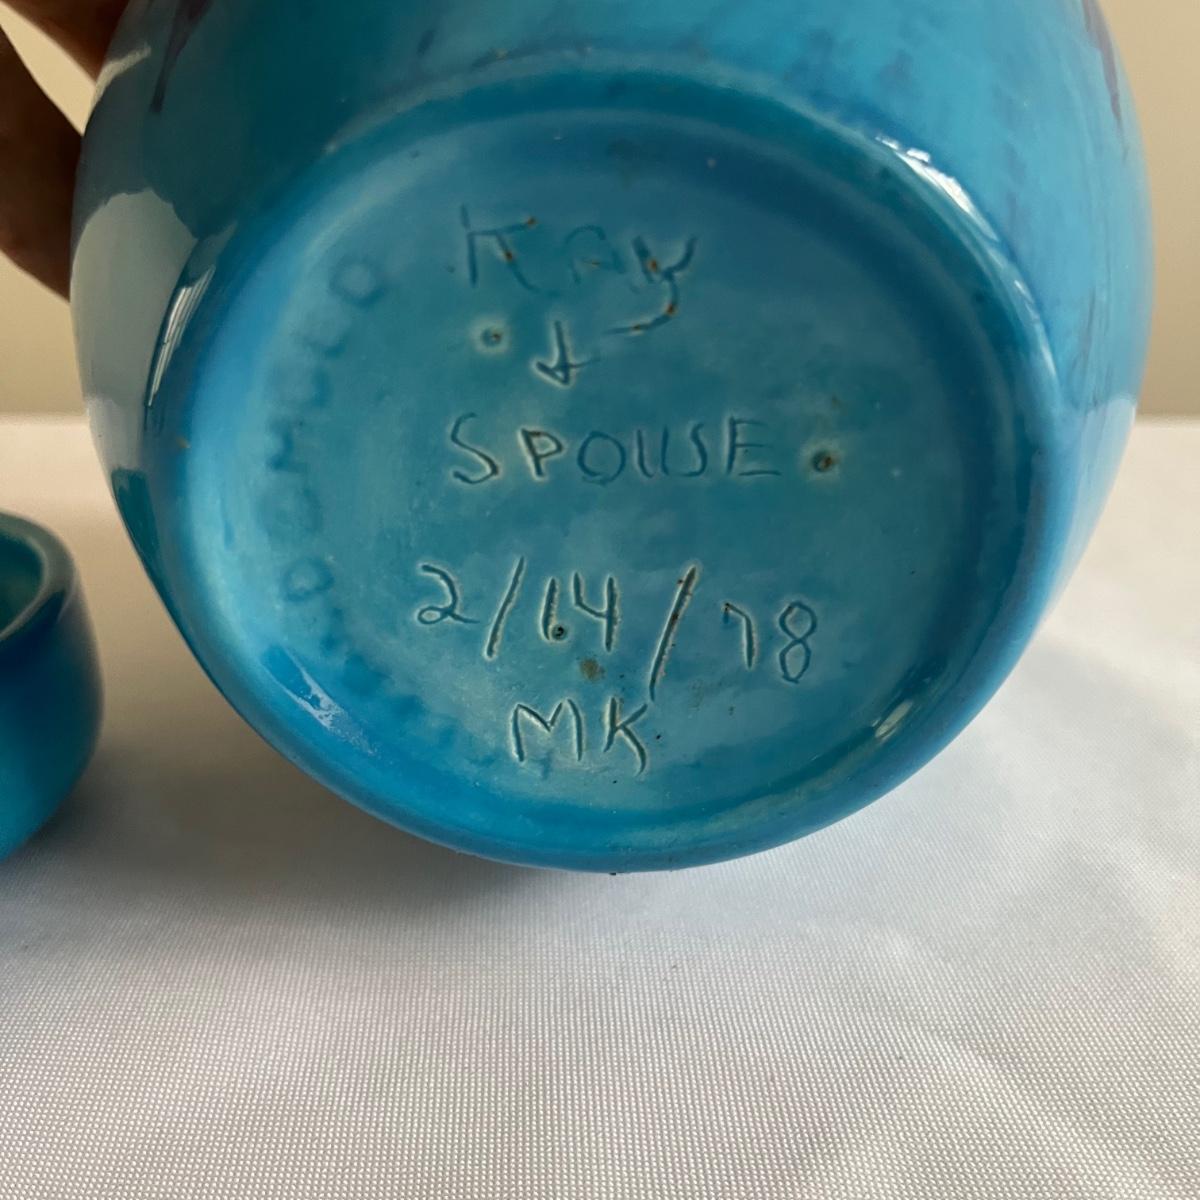 KAY
↓
SPOUSE
2/14/78
MK